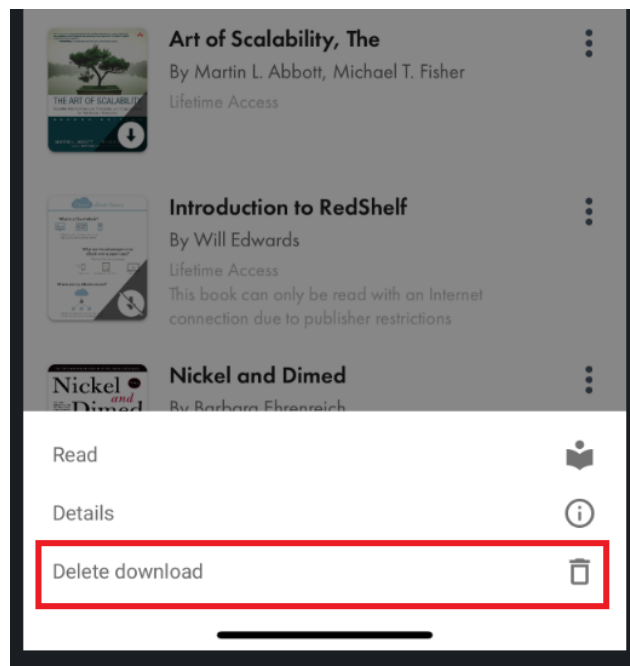 Art of Scalability, The
By Martin L. Abbott, Michael T. Fisher
Lifetime Access
THE ART OF SCALABILITY
Introduction to RedShelf
By Will Edwards
Lifetime Access
This book can only be read with an Internet
connection due to publisher restrictions
Nickel
and
Dimed
Nickel and Dimed
By Barbara Ehrenreich
Read
Details
Delete download